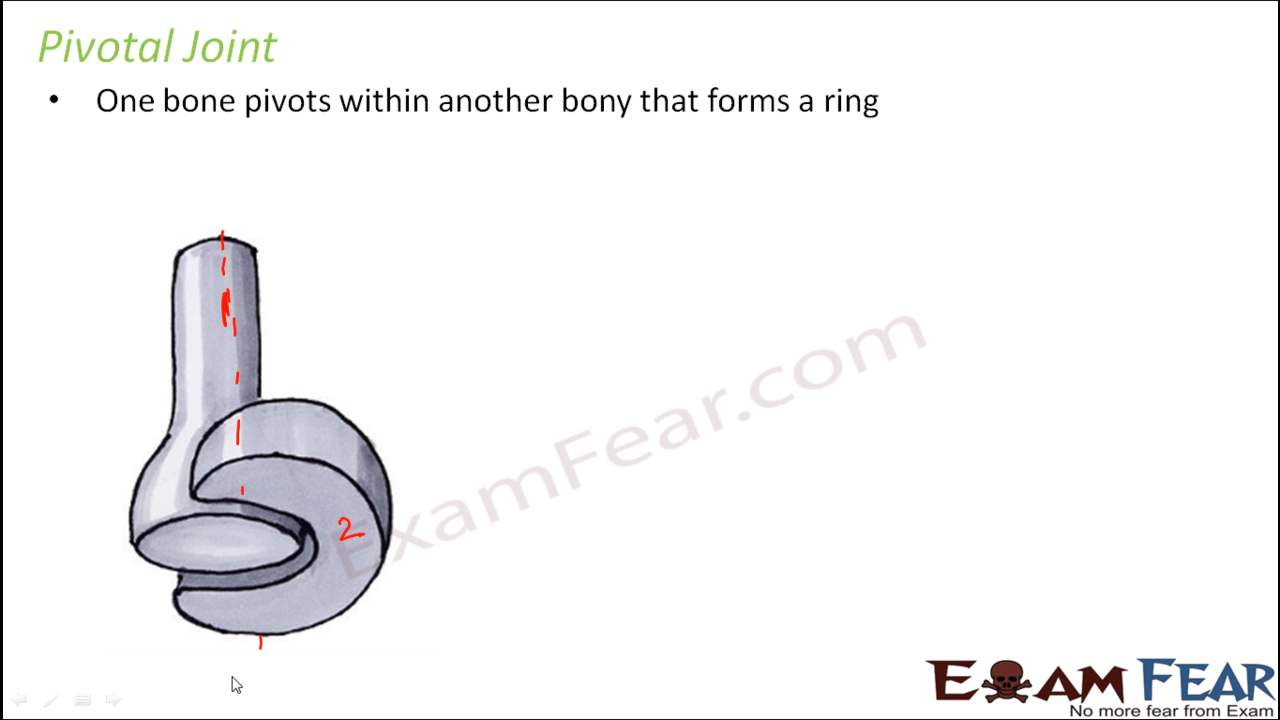 Pivotal Joint
• One bone pivots within another bony that forms a ring
2
ExamFear.com
EXAM FEAR
No more fear from Exam